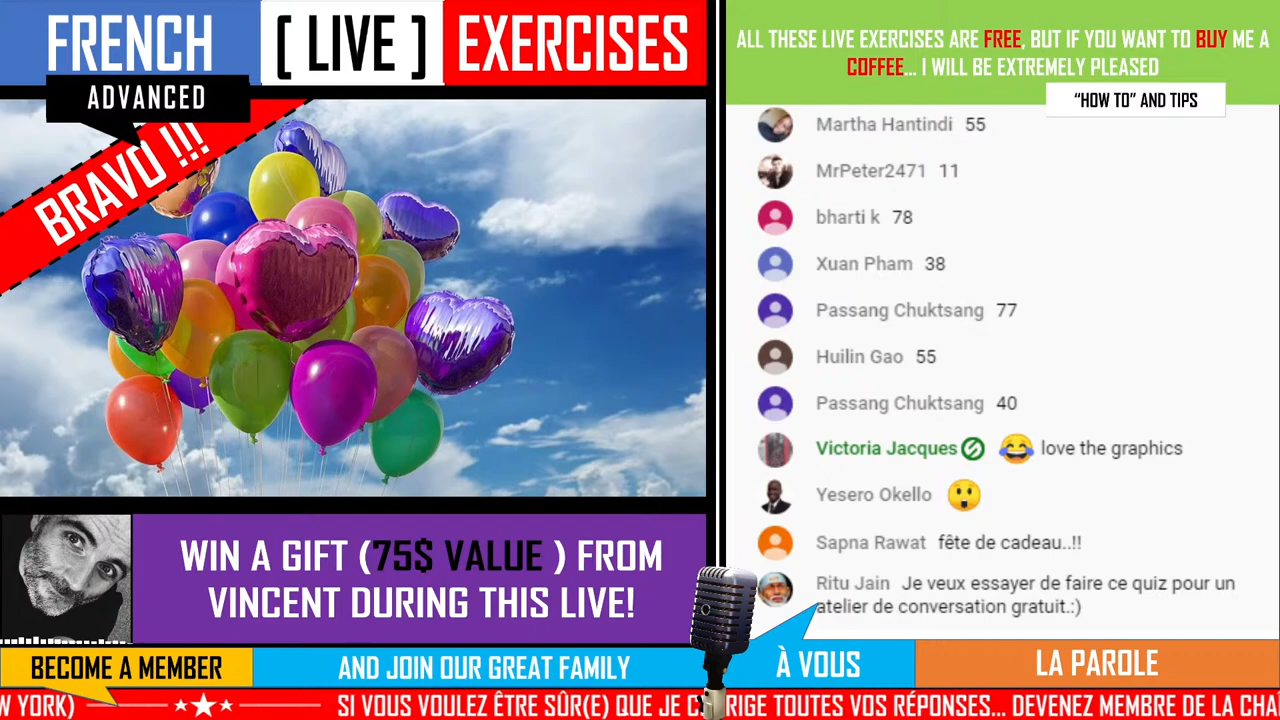 FRENCH
[ LIVE ]
EXERCISES
ADVANCED
BRAVO !!!
WIN A GIFT (75$ VALUE ) FROM
VINCENT DURING THIS LIVE!
BECOME A MEMBER
AND JOIN OUR GREAT FAMILY
ALL THESE LIVE EXERCISES ARE FREE, BUT IF YOU WANT TO BUY ME A
COFFEE... I WILL BE EXTREMELY PLEASED
“HOW TO” AND TIPS
Martha Hantindi 55
MrPeter2471 11
bharti k 78
Xuan Pham 38
Passang Chuktsang 77
Huilin Gao 55
Passang Chuktsang 40
Victoria Jacques 😂 love the graphics
Yesero Okello 😲
Sapna Rawat fête de cadeau..!!
Ritu Jain Je veux essayer de faire ce quiz pour un
atelier de conversation gratuit.:)
À VOUS
LA PAROLE
W YORK) SI VOUS VOULEZ ÊTRE SÛR(E) QUE JE C RIGE TOUTES VOS RÉPONSES... DEVENEZ MEMBRE DE LA CHA